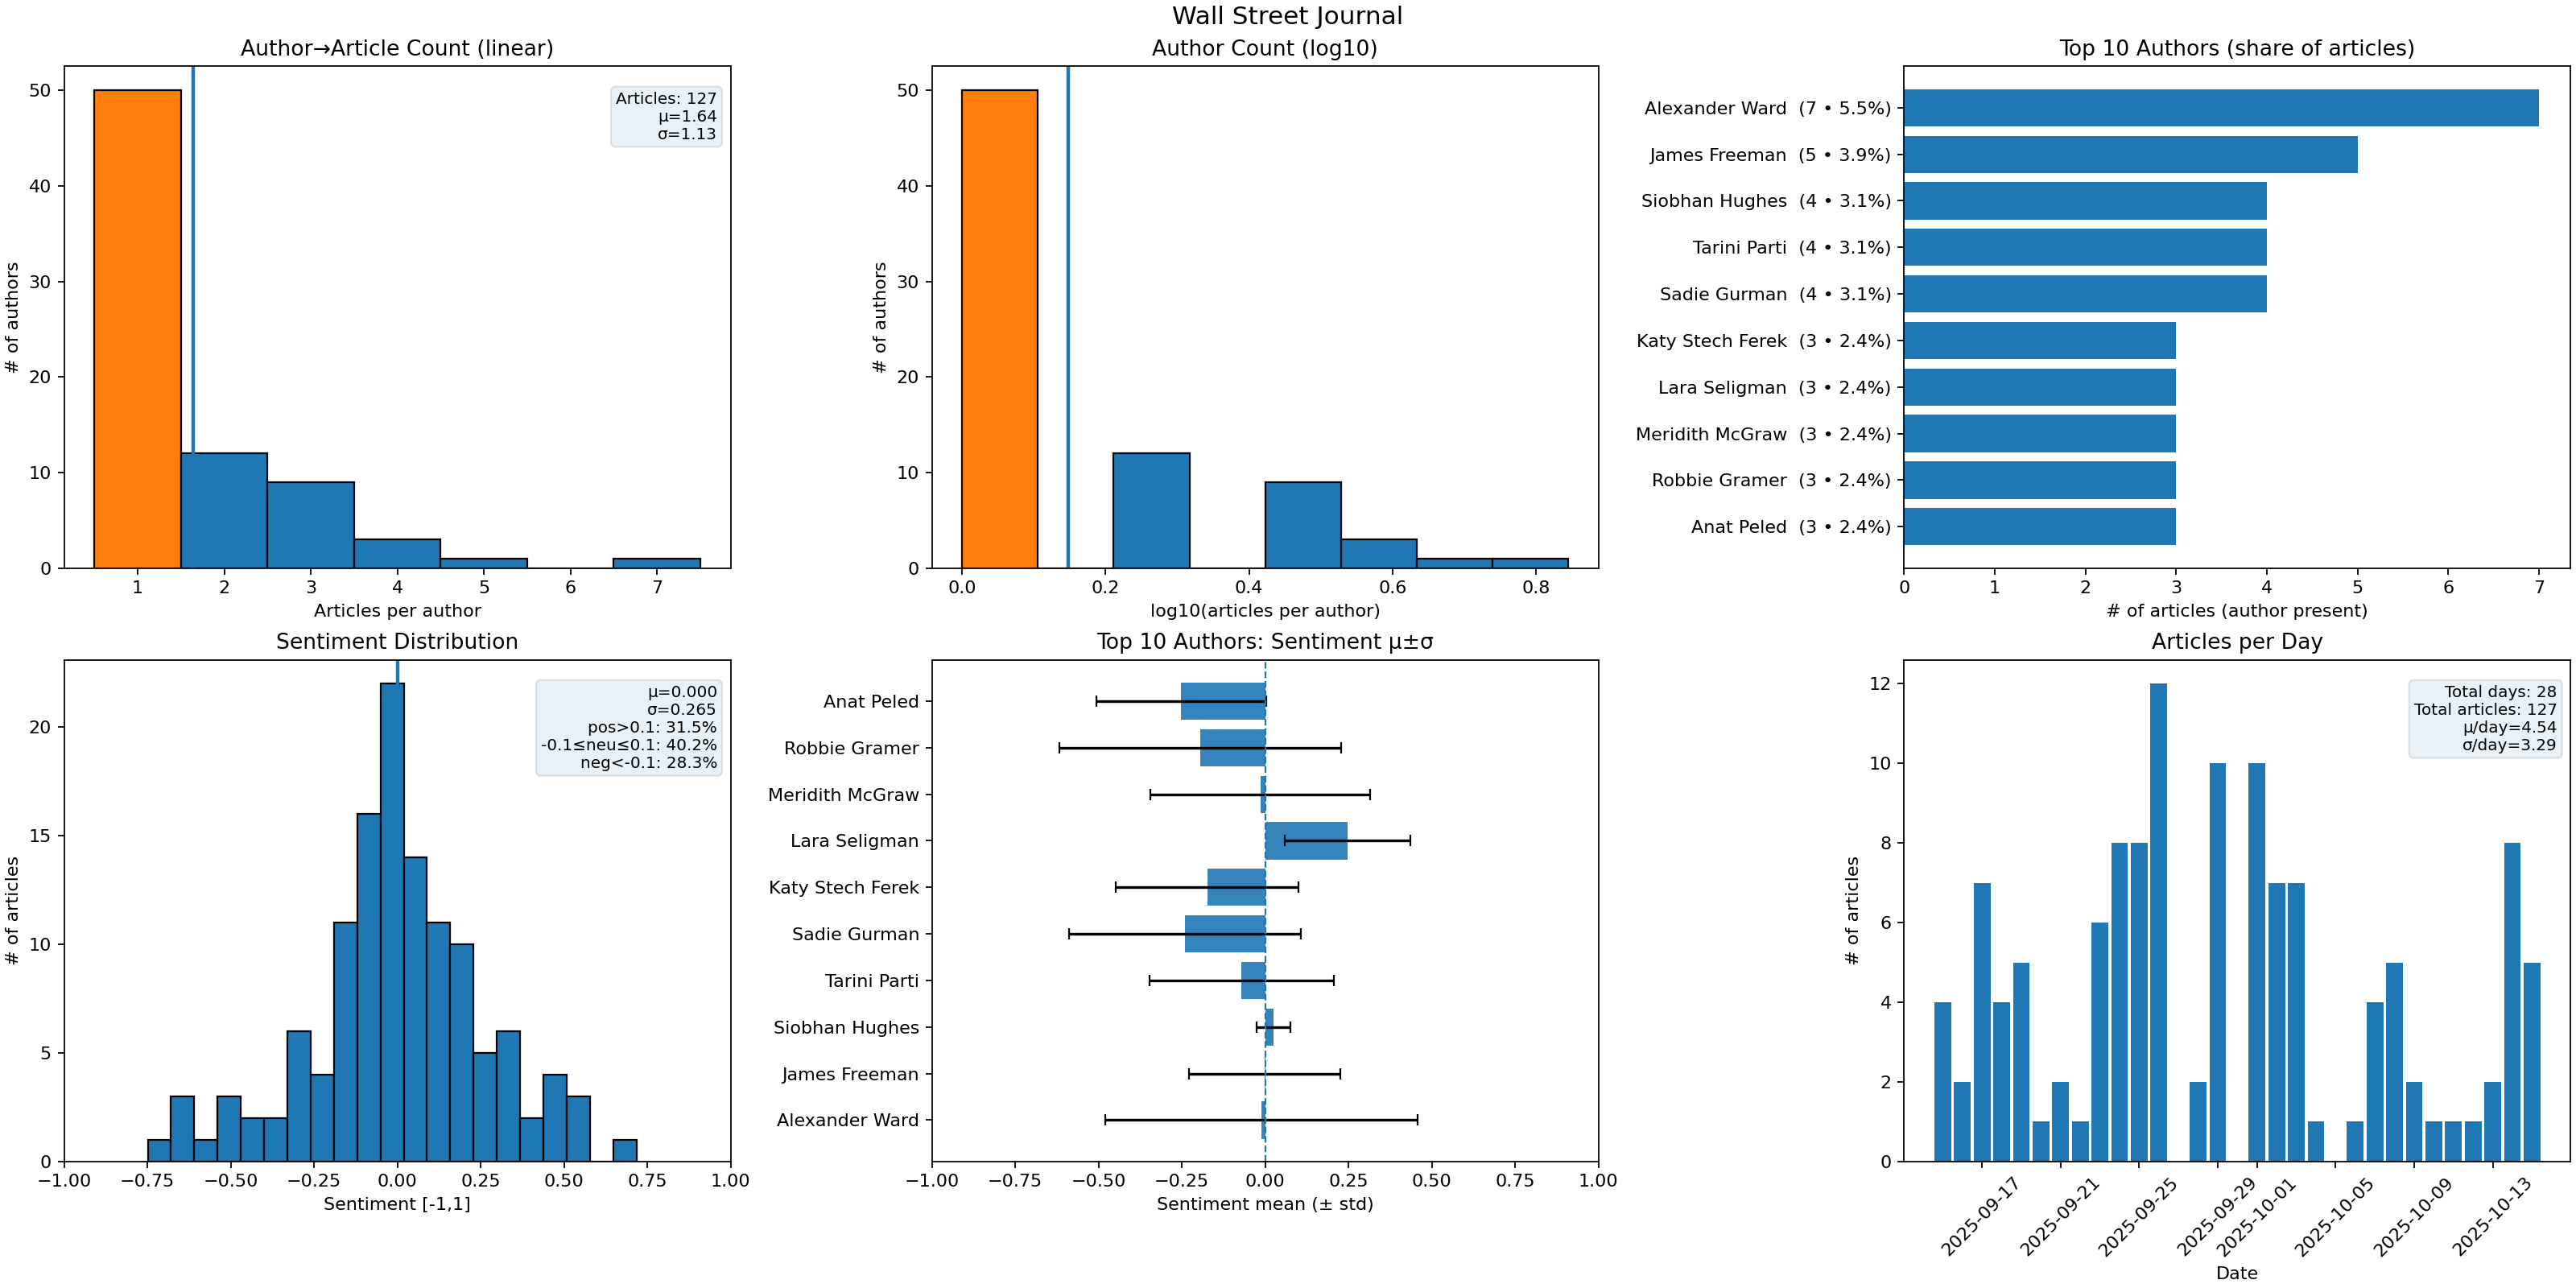 Wall Street Journal
Author→Article Count (linear)
50
40
30
20
10
0
# of authors
Articles: 127
μ=1.64
σ=1.13
1 2 3 4 5 6 7
Articles per author
Author Count (log10)
50
40
30
20
10
0
# of authors
0.0 0.2 0.4 0.6 0.8
log10(articles per author)
Top 10 Authors (share of articles)
Alexander Ward (7 • 5.5%)
James Freeman (5 • 3.9%)
Siobhan Hughes (4 • 3.1%)
Tarini Parti (4 • 3.1%)
Sadie Gurman (4 • 3.1%)
Katy Stech Ferek (3 • 2.4%)
Lara Seligman (3 • 2.4%)
Meridith McGraw (3 • 2.4%)
Robbie Gramer (3 • 2.4%)
Anat Peled (3 • 2.4%)
0 1 2 3 4 5 6 7
# of articles (author present)
Sentiment Distribution
20
15
10
5
0
# of articles
μ=0.000
σ=0.265
pos>0.1: 31.5%
-0.1≤neu≤0.1: 40.2%
neg<-0.1: 28.3%
−1.00 −0.75 −0.50 −0.25 0.00 0.25 0.50 0.75 1.00
Sentiment [-1,1]
Top 10 Authors: Sentiment μ±σ
Anat Peled
Robbie Gramer
Meridith McGraw
Lara Seligman
Katy Stech Ferek
Sadie Gurman
Tarini Parti
Siobhan Hughes
James Freeman
Alexander Ward
−1.00 −0.75 −0.50 −0.25 0.00 0.25 0.50 0.75 1.00
Sentiment mean (± std)
Articles per Day
12
10
8
6
4
2
0
# of articles
Total days: 28
Total articles: 127
μ/day=4.54
σ/day=3.29
2025-09-17
2025-09-21
2025-09-25
2025-09-29
2025-10-01
2025-10-05
2025-10-09
2025-10-13
Date